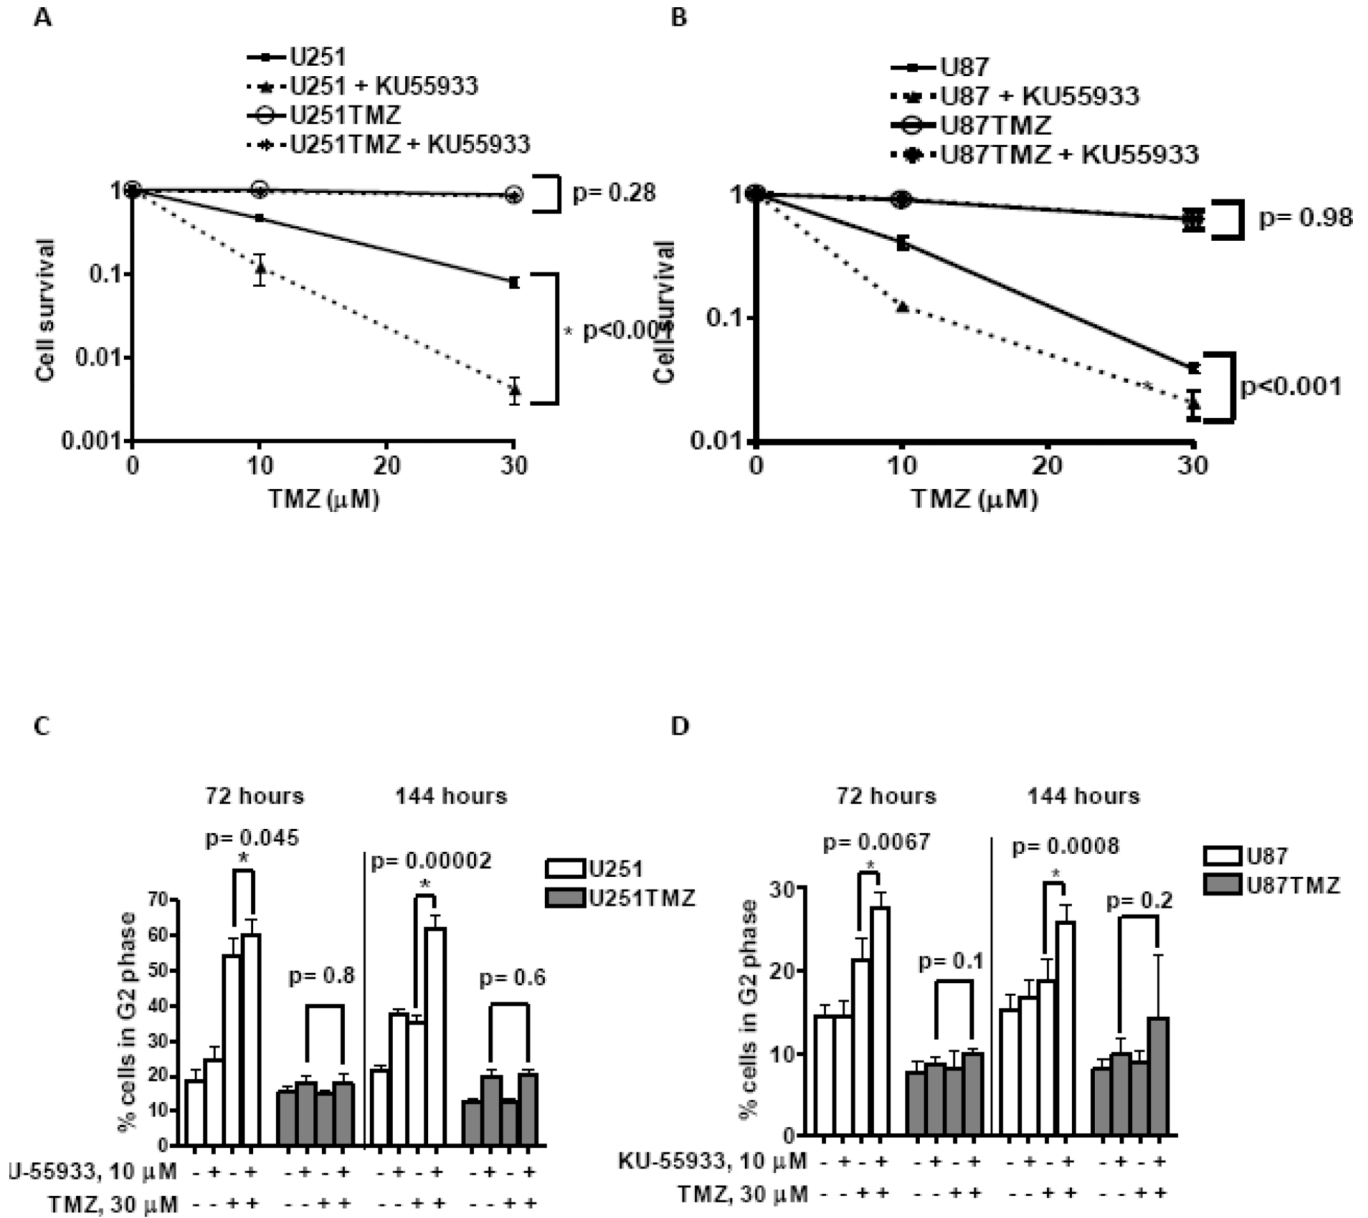 A
B
U251
U251 + KU55933
U251TMZ
U251TMZ + KU55933
U87
U87 + KU55933
U87TMZ
U87TMZ + KU55933
Cell survival
1
0.1
0.01
0.001
p= 0.28
* p<0.001
0 10 20 30
TMZ (μM)
Cell survival
1
0.1
0.01
p= 0.98
p<0.001
*
0 10 20 30
TMZ (μM)
C
D
72 hours 144 hours
p= 0.045
*
p= 0.00002
*
p= 0.8
p= 0.6
U251
U251TMZ
% cells in G2 phase
70
60
50
40
30
20
10
0
U-55933, 10 μM - + - + - + - + - + - + - + - +
TMZ, 30 μM - - + + - - + + - - + + - - + +
72 hours 144 hours
p= 0.0067
*
p= 0.0008
*
p= 0.1
p= 0.2
U87
U87TMZ
% cells in G2 phase
30
20
10
0
KU-55933, 10 μM - + - + - + - + - + - + - + - +
TMZ, 30 μM - - + + - - + + - - + + - - + +